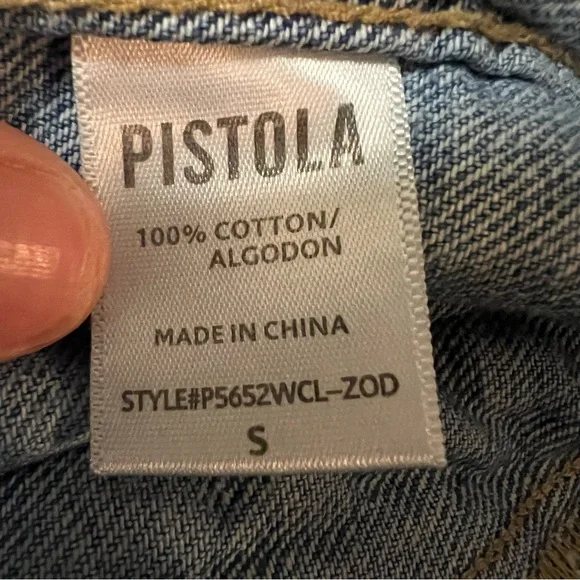 PISTOLA
100% COTTON/
ALGODON
MADE IN CHINA
STYLE#P5652WCL-ZOD
S